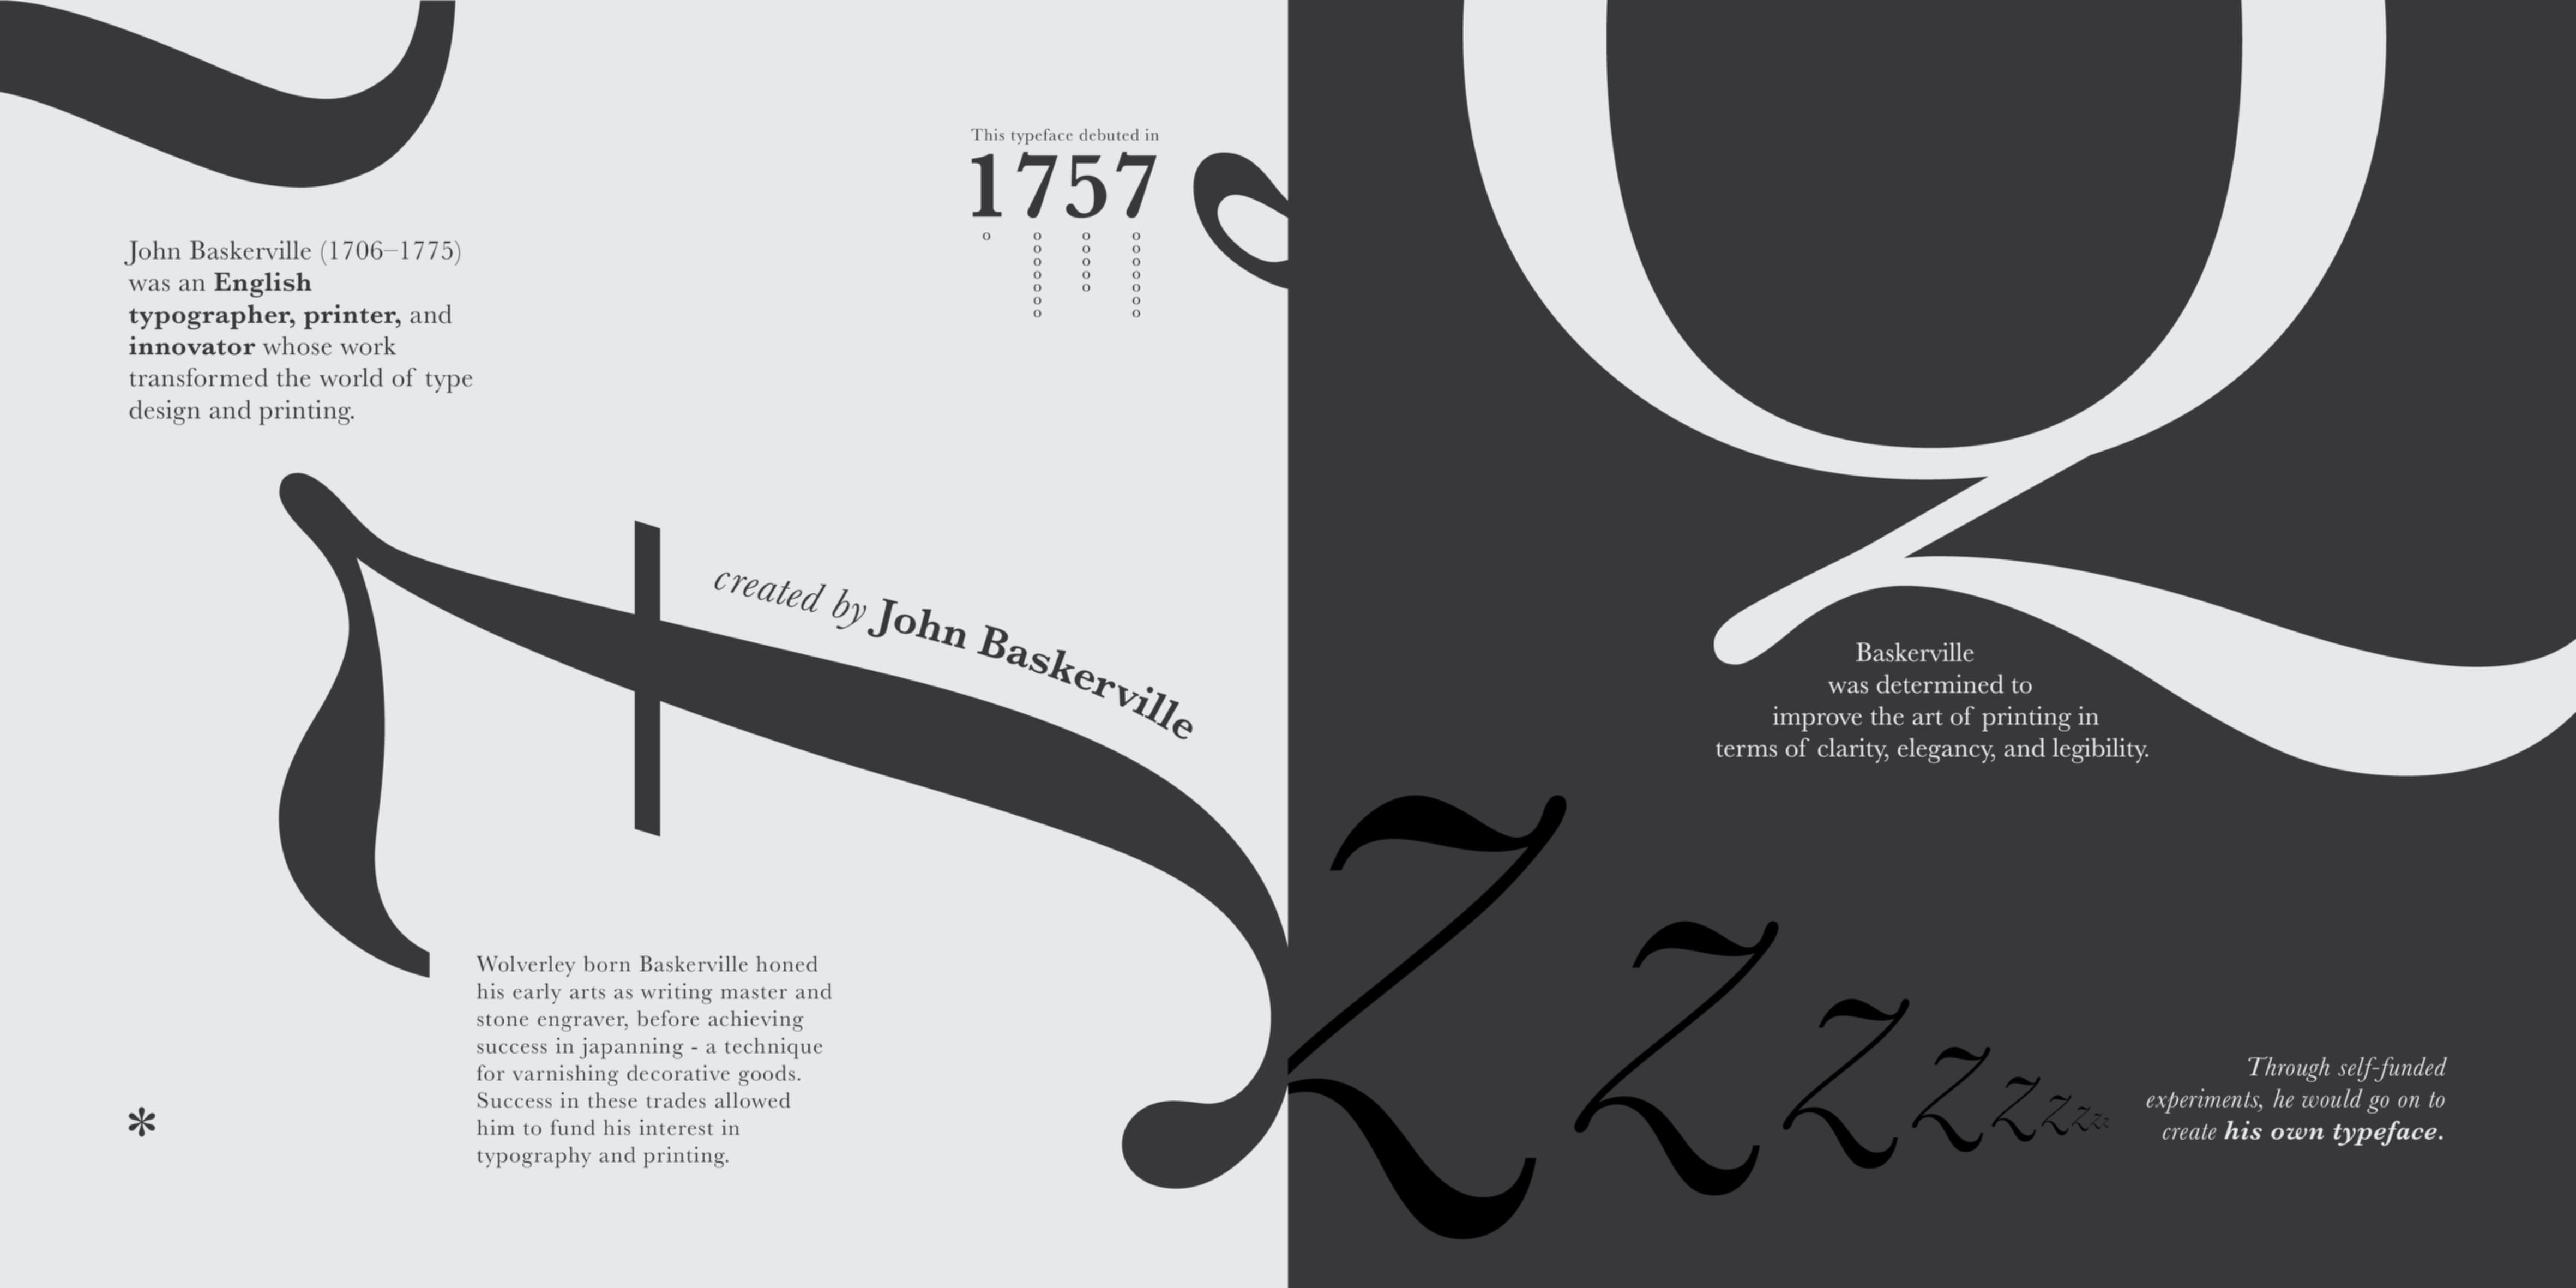 John Baskerville (1706–1775)
was an English
typographer, printer, and
innovator whose work
transformed the world of type
design and printing.
This typeface debuted in
1757
o o o o
o o o
o o o
o o o
o o o
o o
o o
created by John Baskerville
Wolverley born Baskerville honed
his early arts as writing master and
stone engraver, before achieving
success in japanning - a technique
for varnishing decorative goods.
Success in these trades allowed
him to fund his interest in
typography and printing.
*
Q
Baskerville
was determined to
improve the art of printing in
terms of clarity, elegancy, and legibility.
Z Z Z Z Z Z Z Z Z
Through self-funded
experiments, he would go on to
create his own typeface.